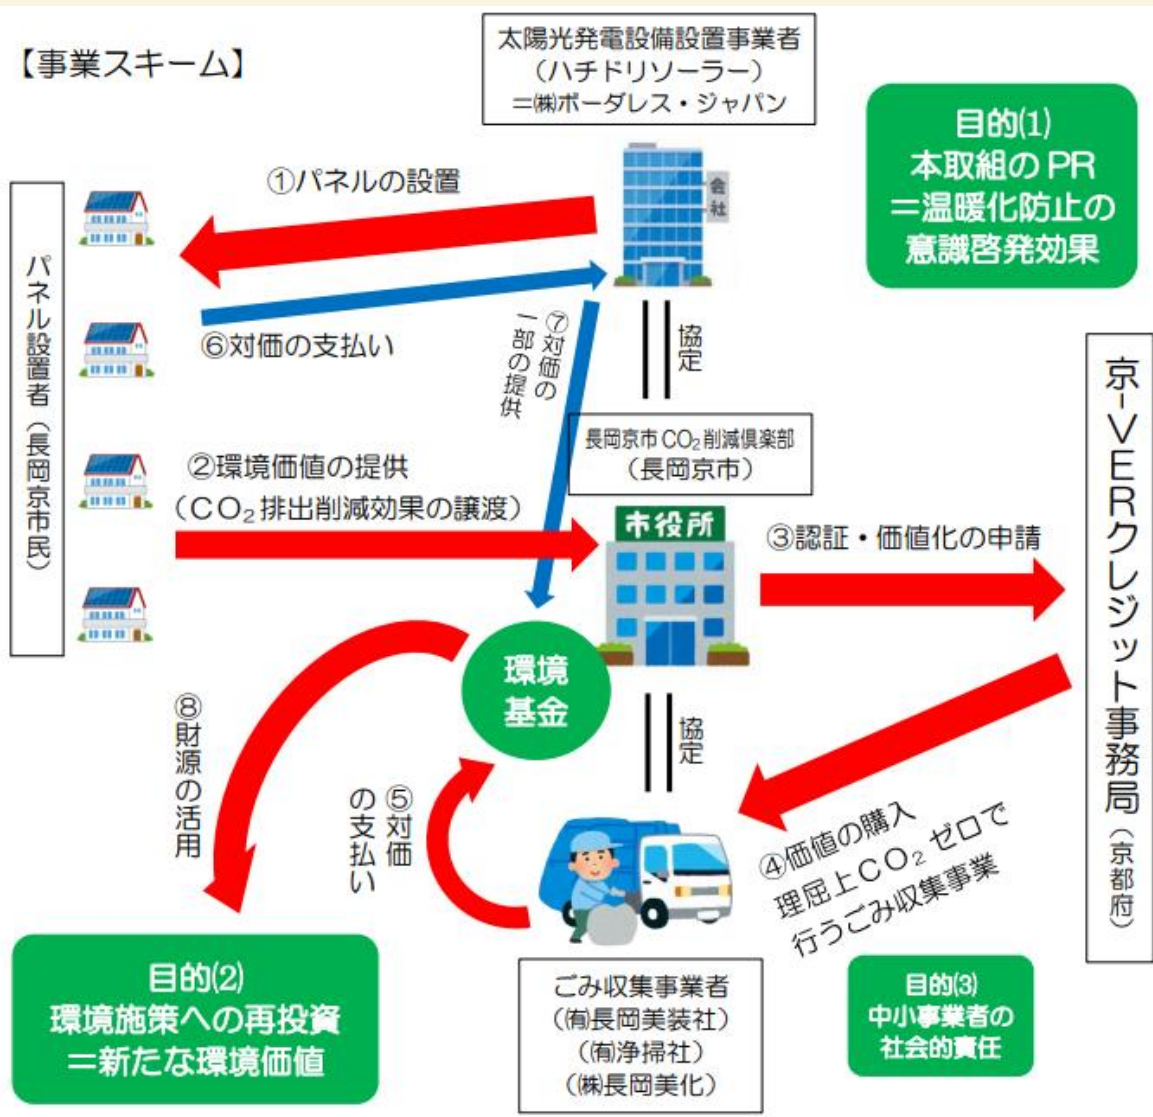 【事業スキーム】
太陽光発電設備設置事業者
（ハチドリソーラー）
＝㈱ボーダレス・ジャパン
目的⑴
本取組の PR
＝温暖化防止の
意識啓発効果
会社
①パネルの設置
パネル設置者（長岡京市民）
⑥対価の支払い
⑦対価の
一部の提供
協定
長岡京市 CO₂削減倶楽部
（長岡京市）
②環境価値の提供
（CO₂排出削減効果の譲渡）
市役所
③認証・価値化の申請
京-VERクレジット事務局（京都府）
環境
基金
協定
⑧財源の活用
⑤対価
の支払い
④価値の購入
理屈上CO₂ゼロで
行うごみ収集事業
目的⑵
環境施策への再投資
＝新たな環境価値
ごみ収集事業者
（㈲長岡美装社）
（㈲浄掃社）
（㈱長岡美化）
目的⑶
中小事業者の
社会的責任